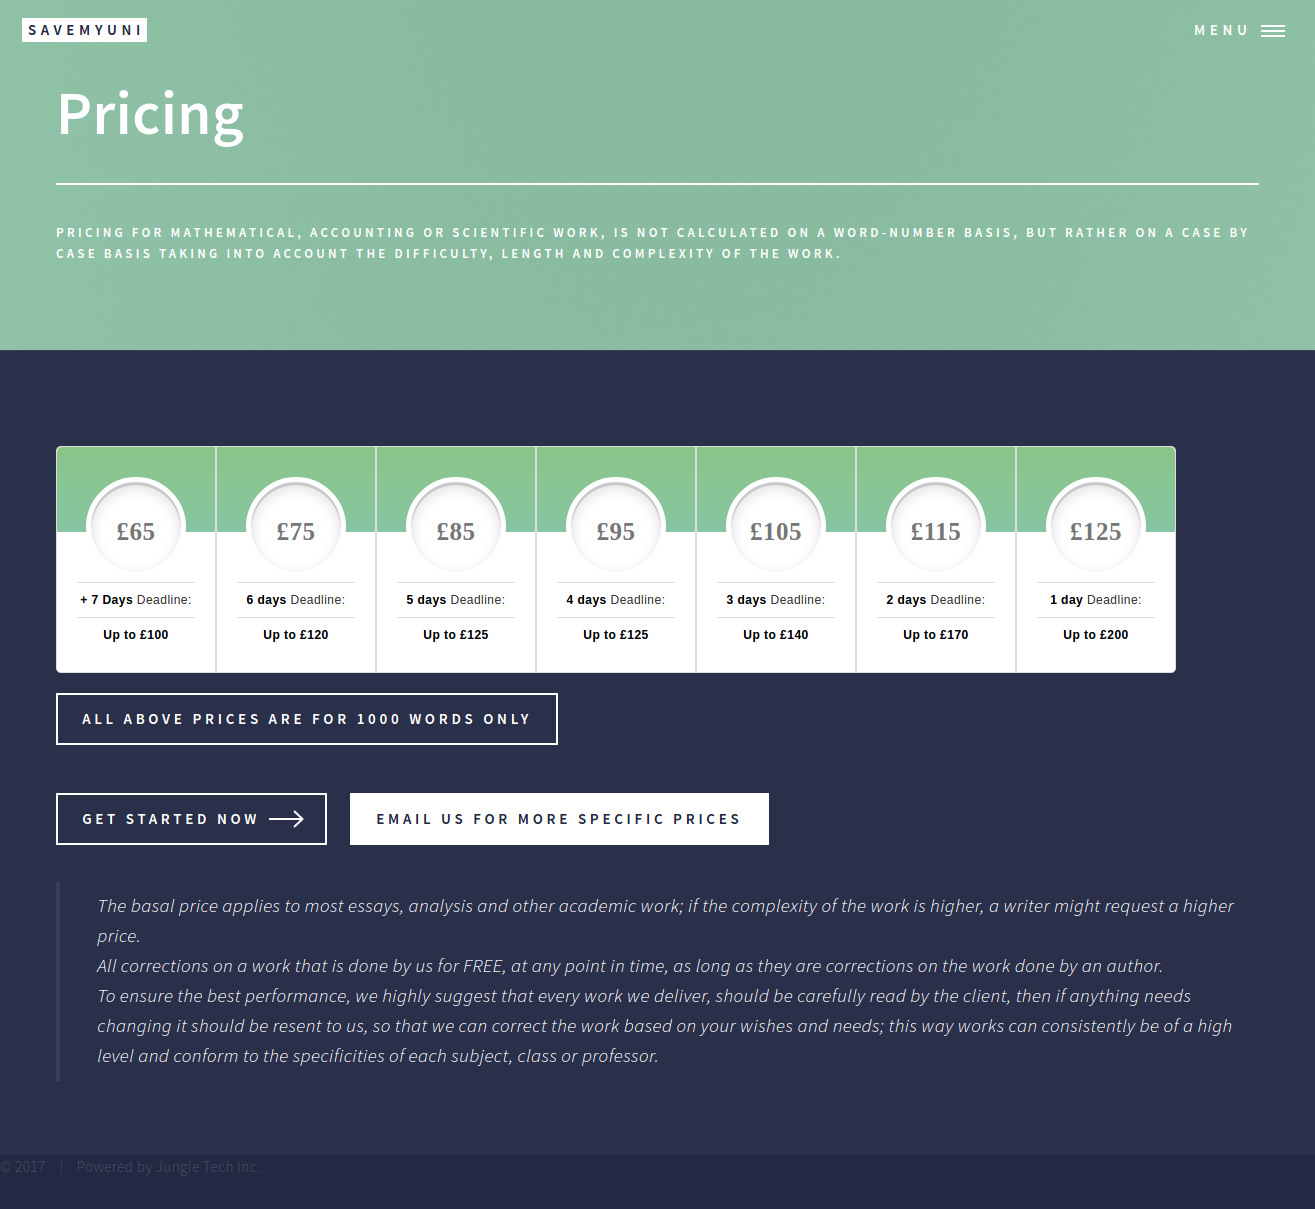 SAVEMYUNI
MENU
Pricing
PRICING FOR MATHEMATICAL, ACCOUNTING OR SCIENTIFIC WORK, IS NOT CALCULATED ON A WORD-NUMBER BASIS, BUT RATHER ON A CASE BY
CASE BASIS TAKING INTO ACCOUNT THE DIFFICULTY, LENGTH AND COMPLEXITY OF THE WORK.
£65 £75 £85 £95 £105 £115 £125
+ 7 Days Deadline: 6 days Deadline: 5 days Deadline: 4 days Deadline: 3 days Deadline: 2 days Deadline: 1 day Deadline:
Up to £100 Up to £120 Up to £125 Up to £125 Up to £140 Up to £170 Up to £200
ALL ABOVE PRICES ARE FOR 1000 WORDS ONLY
GET STARTED NOW
EMAIL US FOR MORE SPECIFIC PRICES
The basal price applies to most essays, analysis and other academic work; if the complexity of the work is higher, a writer might request a higher
price.
All corrections on a work that is done by us for FREE, at any point in time, as long as they are corrections on the work done by an author.
To ensure the best performance, we highly suggest that every work we deliver, should be carefully read by the client, then if anything needs
changing it should be resent to us, so that we can correct the work based on your wishes and needs; this way works can consistently be of a high
level and conform to the specificities of each subject, class or professor.
© 2017 | Powered by Jungle Tech Inc.